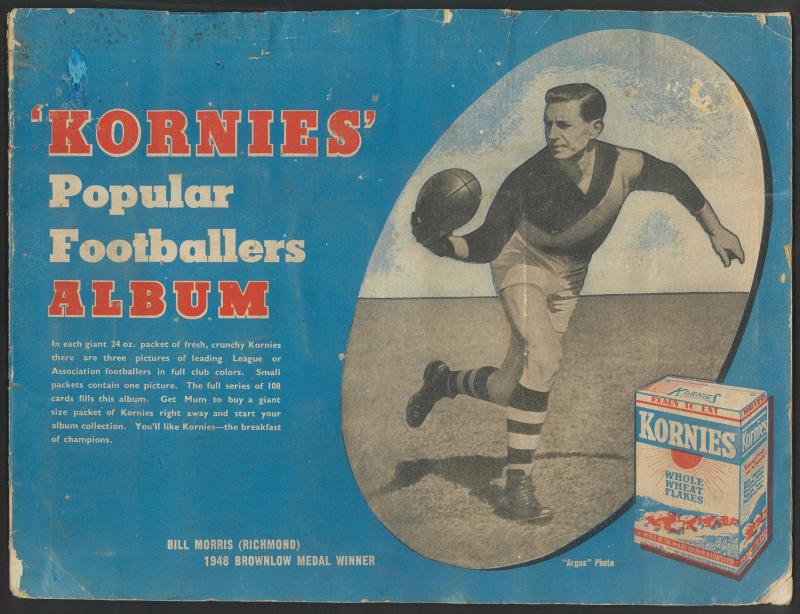 'KORNIES'
Popular
Footballers
ALBUM
In each giant 24 oz. packet of fresh, crunchy Kornies
there are three pictures of leading League or
Association footballers in full club colors. Small
packets contain one picture. The full series of 108
cards fills this album. Get Mum to buy a giant
size packet of Kornies right away and start your
album collection. You'll like Kornies—the breakfast
of champions.
BILL MORRIS (RICHMOND)
1948 BROWNLOW MEDAL WINNER
"Argus" Photo
KORNIES
READY TO EAT
KORNIES
Kornies
WHOLE
WHEAT
FLAKES